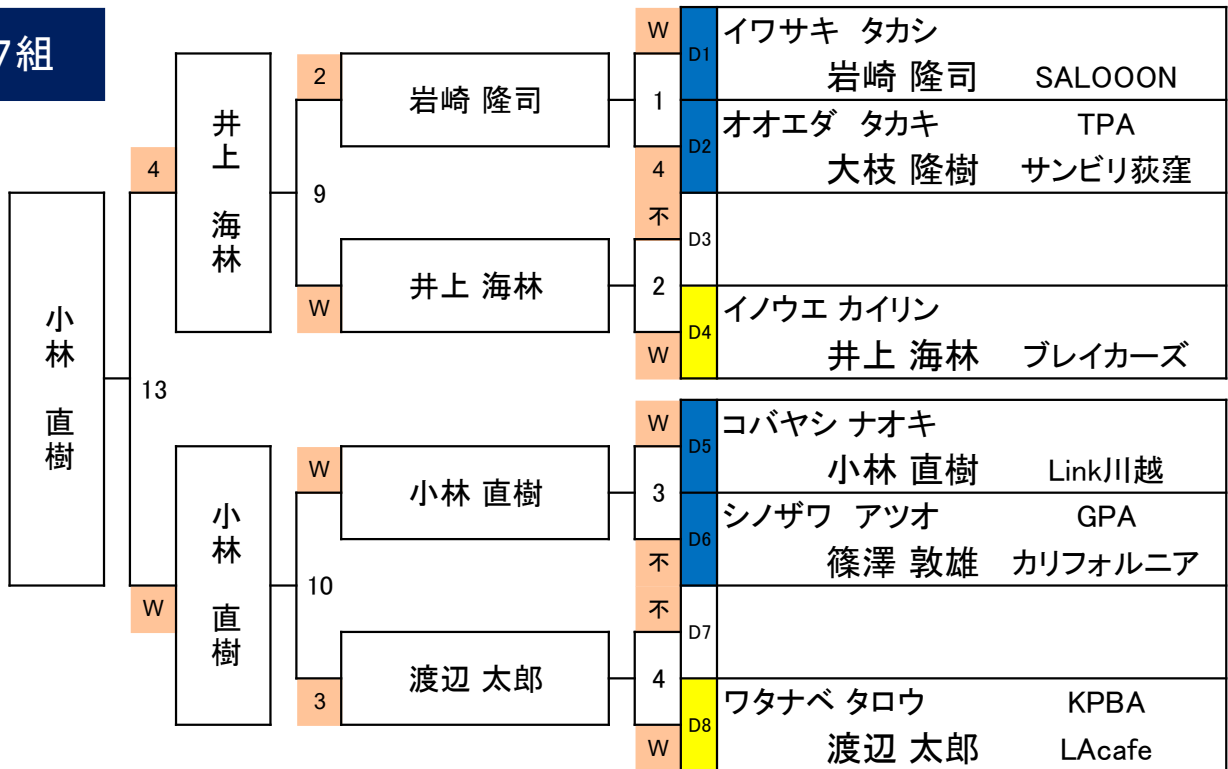 7組
W
D1
イワサキ タカシ
岩崎 隆司 SALOOON
2
岩崎 隆司
1
D2
オオエダ タカキ TPA
大枝 隆樹 サンビリ荻窪
井上 海林
4
9
4
不
D3
井上 海林
2
W
D4
イノウエ カイリン
井上 海林 ブレイカーズ
W
小林 直樹
13
W
D5
コバヤシ ナオキ
小林 直樹 Link川越
W
小林 直樹
3
D6
シノザワ アツオ GPA
篠澤 敦雄 カリフォルニア
小林 直樹
W
10
不
不
D7
渡辺 太郎
4
3
D8
ワタナベ タロウ KPBA
渡辺 太郎 LAcafe
W